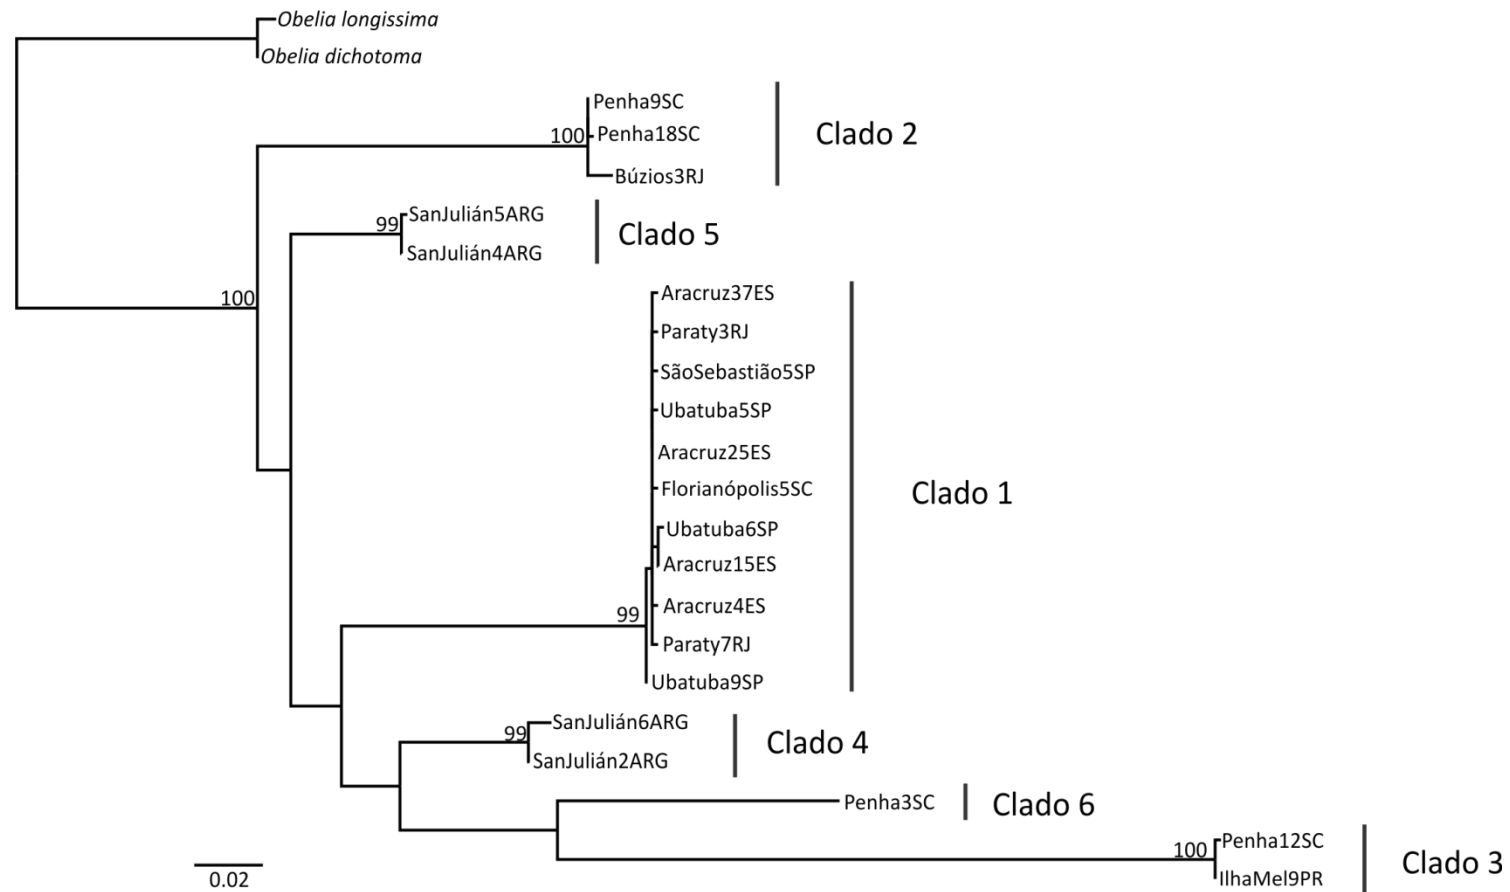 Obelia longissima
Obelia dichotoma
Penha9SC
100
Penha18SC
Clado 2
Búzios3RJ
SanJulián5ARG
99
Clado 5
SanJulián4ARG
Aracruz37ES
100
Paraty3RJ
SãoSebastião5SP
Ubatuba5SP
Aracruz25ES
Florianópolis5SC
Clado 1
Ubatuba6SP
Aracruz15ES
Aracruz4ES
99
Paraty7RJ
Ubatuba9SP
SanJulián6ARG
99
Clado 4
SanJulián2ARG
Penha3SC
Clado 6
Penha12SC
100
Clado 3
IlhaMel9PR
0.02